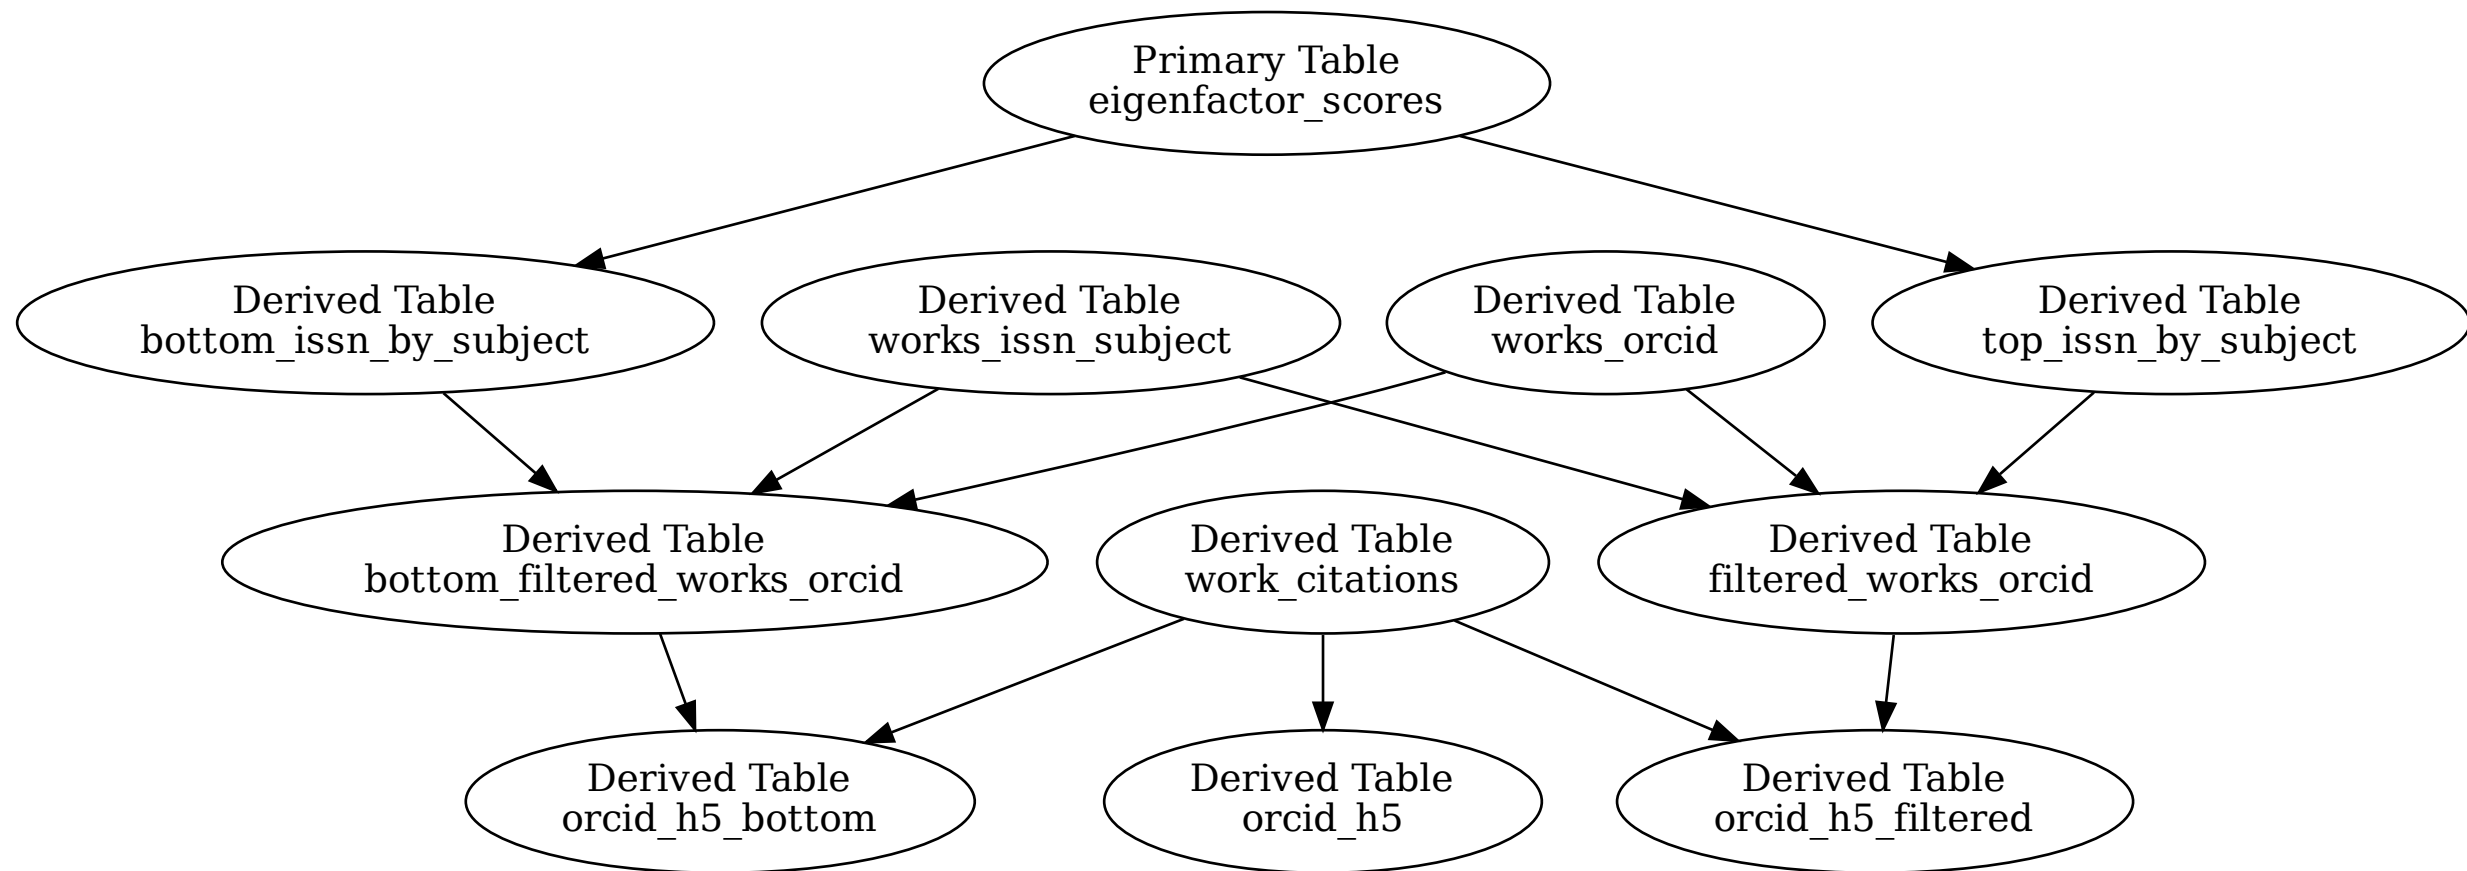 Primary Table
eigenfactor_scores
Derived Table
bottom_issn_by_subject
Derived Table
works_issn_subject
Derived Table
works_orcid
Derived Table
top_issn_by_subject
Derived Table
bottom_filtered_works_orcid
Derived Table
work_citations
Derived Table
filtered_works_orcid
Derived Table
orcid_h5_bottom
Derived Table
orcid_h5
Derived Table
orcid_h5_filtered